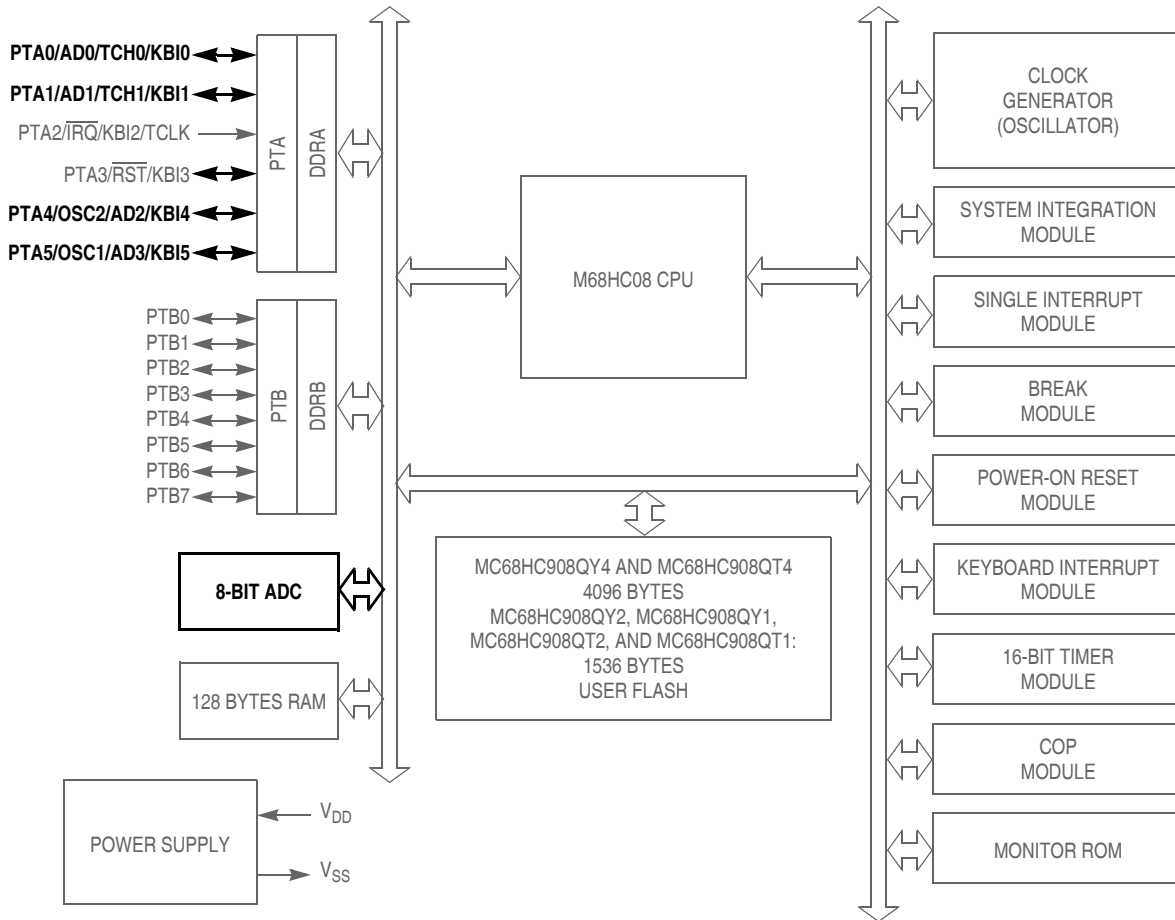 PTA0/AD0/TCH0/KBI0
PTA1/AD1/TCH1/KBI1
PTA2/IRQ/KBI2/TCLK
PTA3/RST/KBI3
PTA4/OSC2/AD2/KBI4
PTA5/OSC1/AD3/KBI5
PTA
DDRA
PTB0
PTB1
PTB2
PTB3
PTB4
PTB5
PTB6
PTB7
PTB
DDRB
8-BIT ADC
128 BYTES RAM
POWER SUPPLY
VDD
VSS
M68HC08 CPU
MC68HC908QY4 AND MC68HC908QT4
4096 BYTES
MC68HC908QY2, MC68HC908QY1,
MC68HC908QT2, AND MC68HC908QT1:
1536 BYTES
USER FLASH
CLOCK
GENERATOR
(OSCILLATOR)
SYSTEM INTEGRATION
MODULE
SINGLE INTERRUPT
MODULE
BREAK
MODULE
POWER-ON RESET
MODULE
KEYBOARD INTERRUPT
MODULE
16-BIT TIMER
MODULE
COP
MODULE
MONITOR ROM